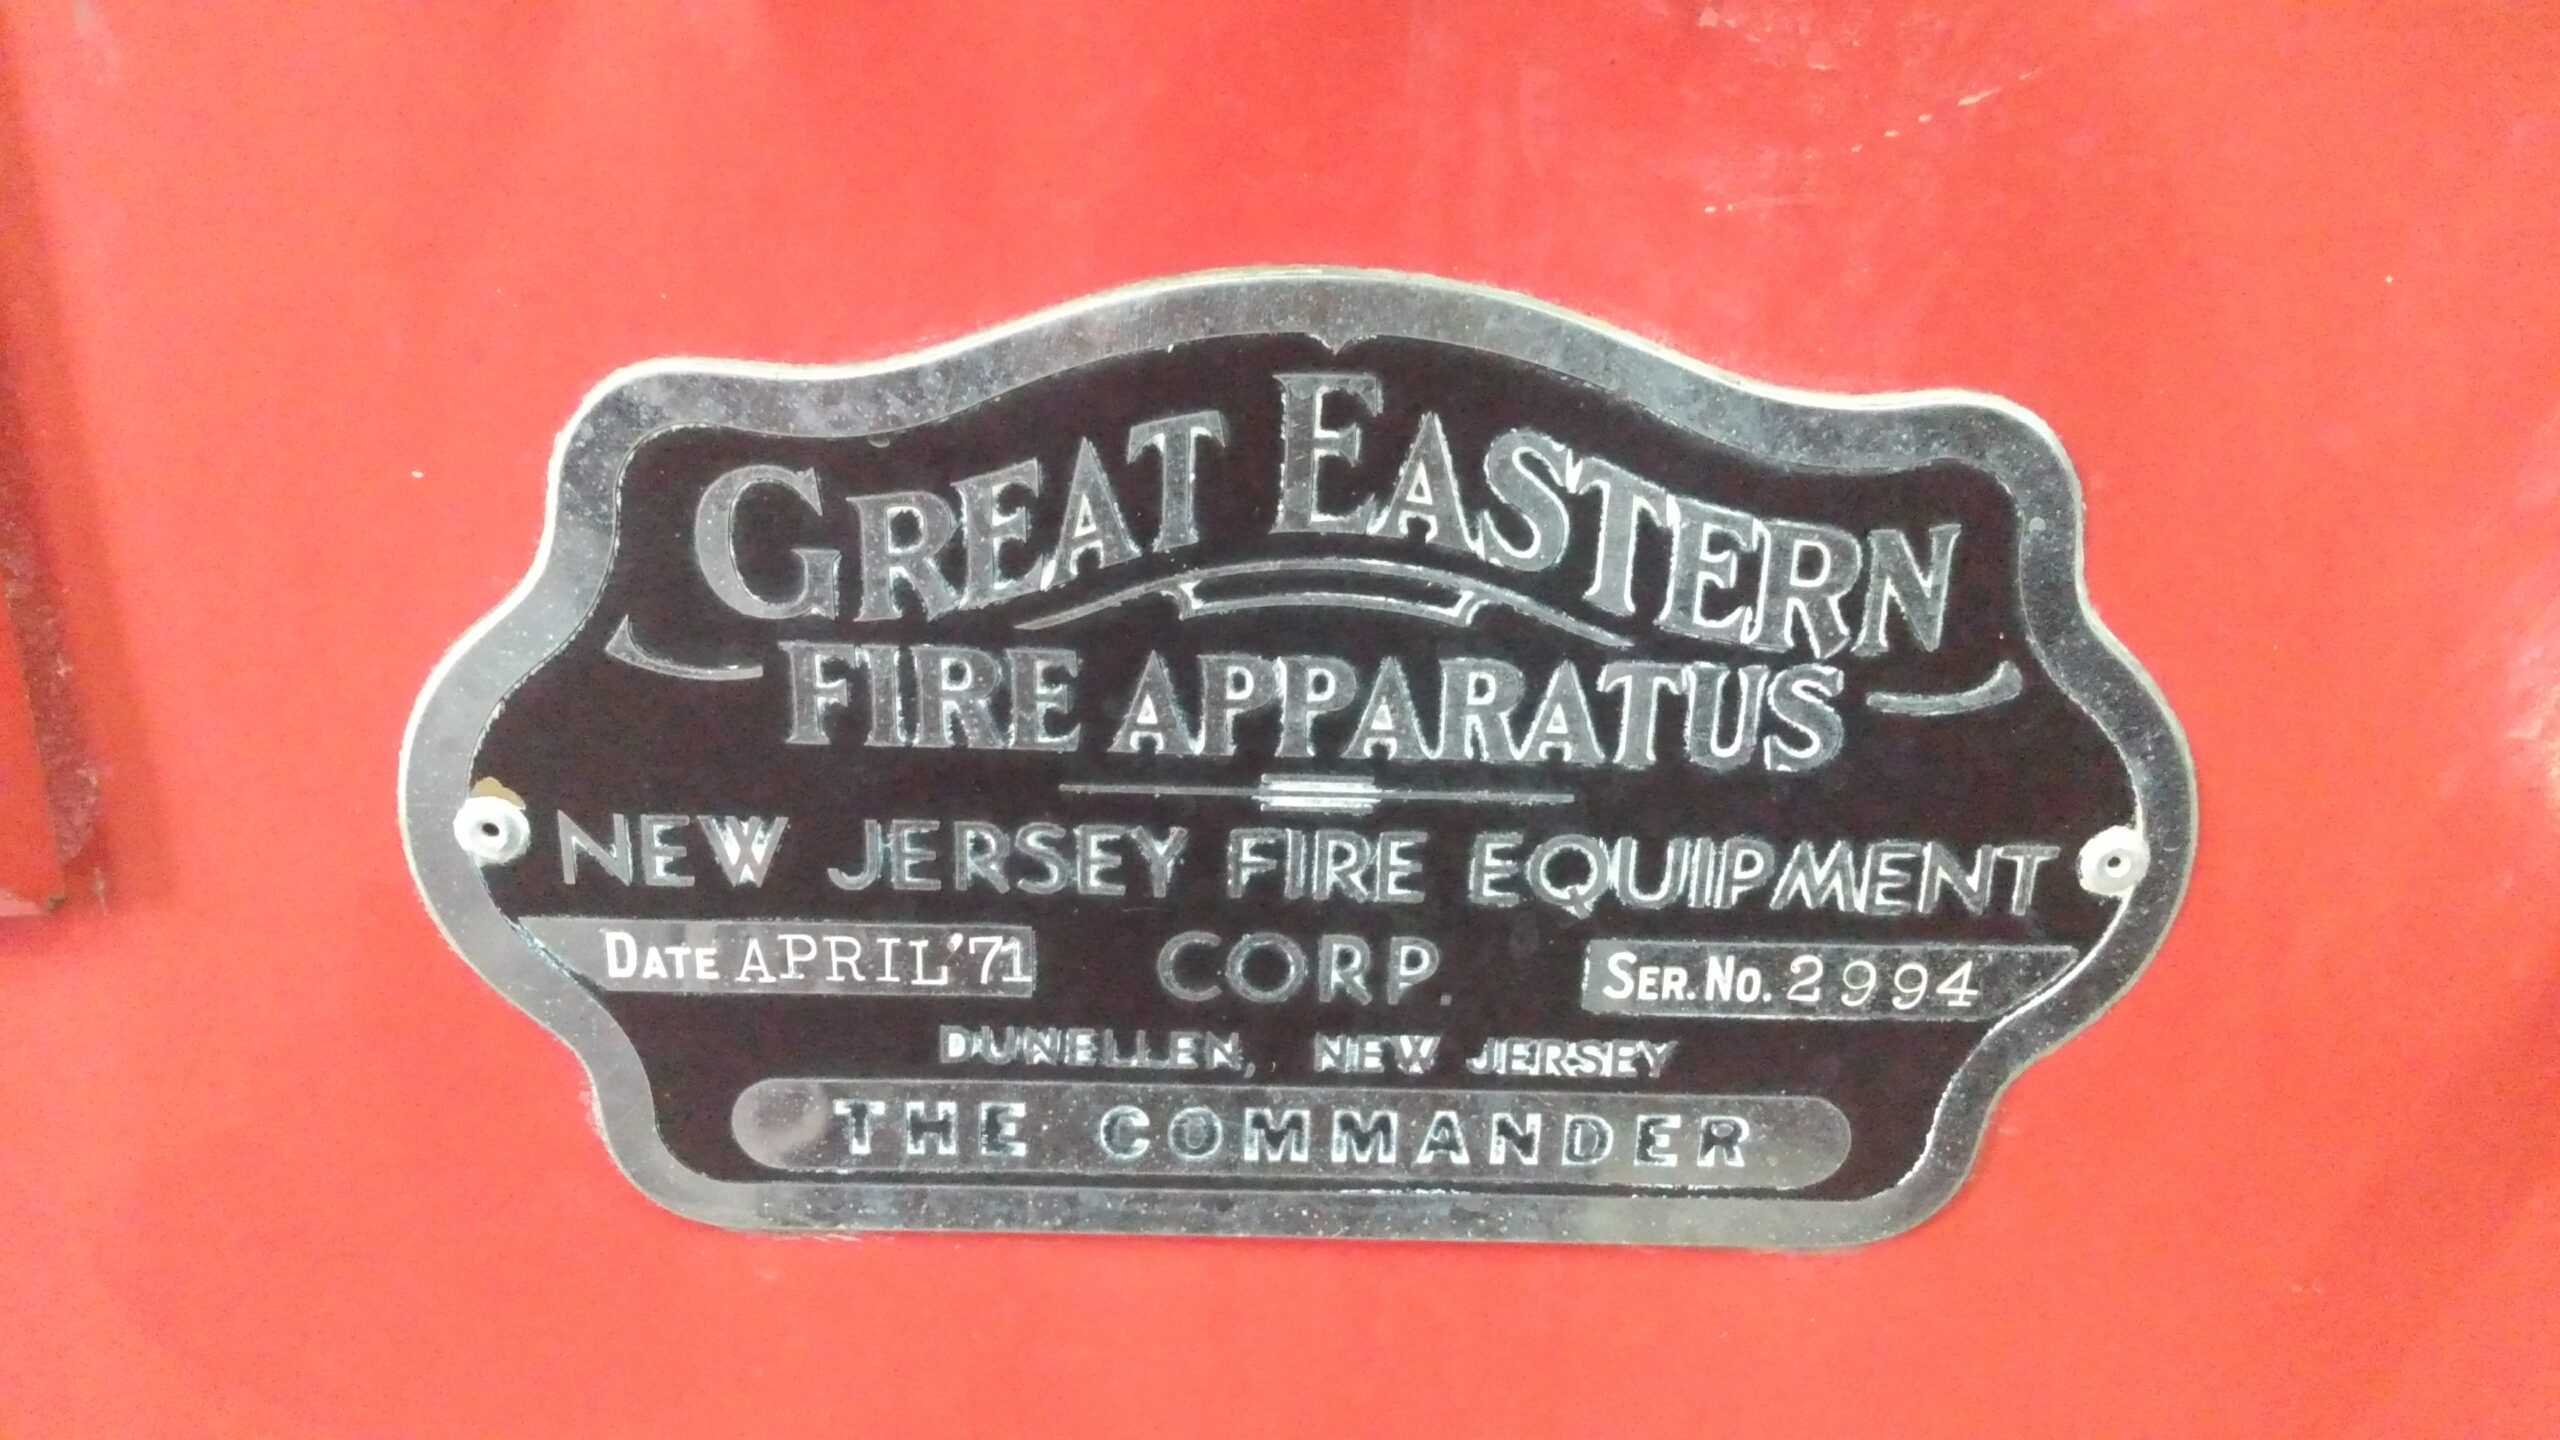 GREAT EASTERN
FIRE APPARATUS
NEW JERSEY FIRE EQUIPMENT
DATE APRIL '71 CORP. SER. NO. 2994
DUNELLEN, NEW JERSEY
THE COMMANDER